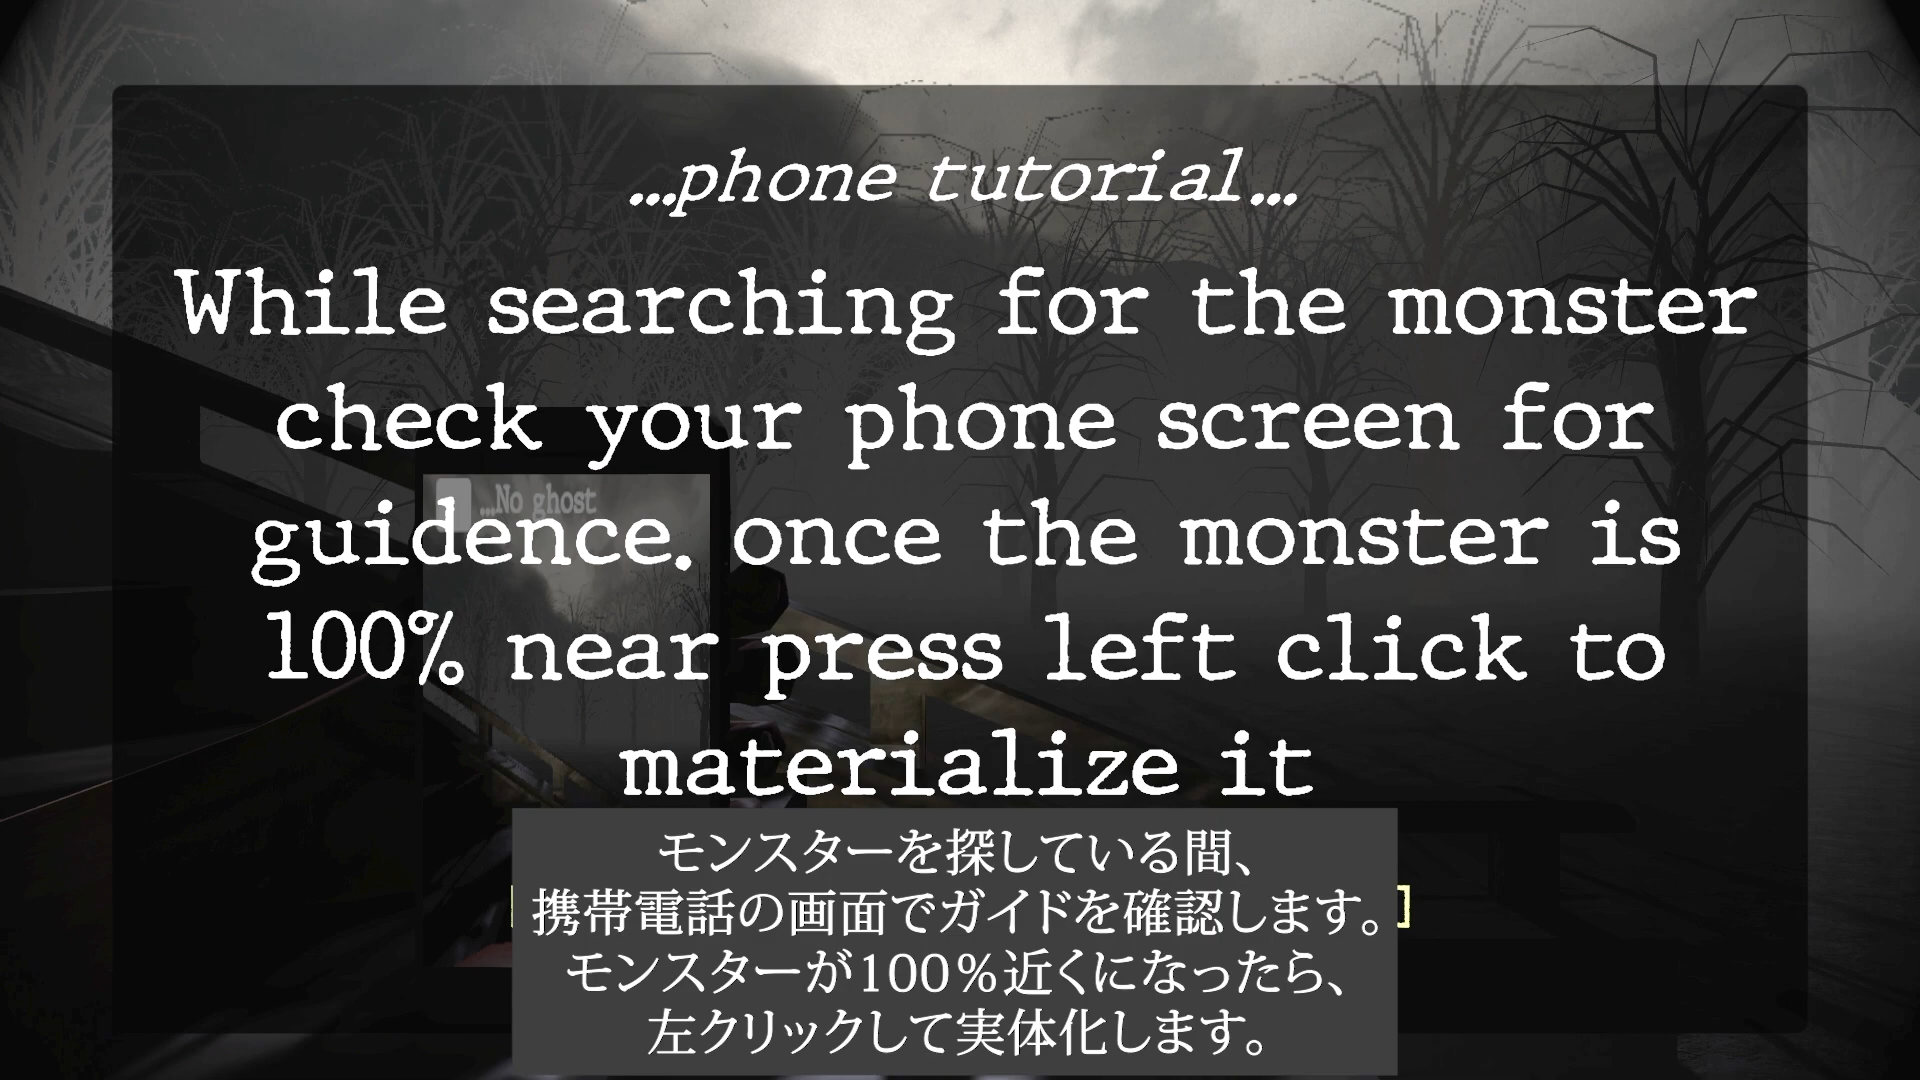 ...phone tutorial...
While searching for the monster
check your phone screen for
...No ghost
guidence. once the monster is
100% near press left click to
materialize it
モンスターを探している間、
携帯電話の画面でガイドを確認します。
]
モンスターが100％近くになったら、
左クリックして実体化します。